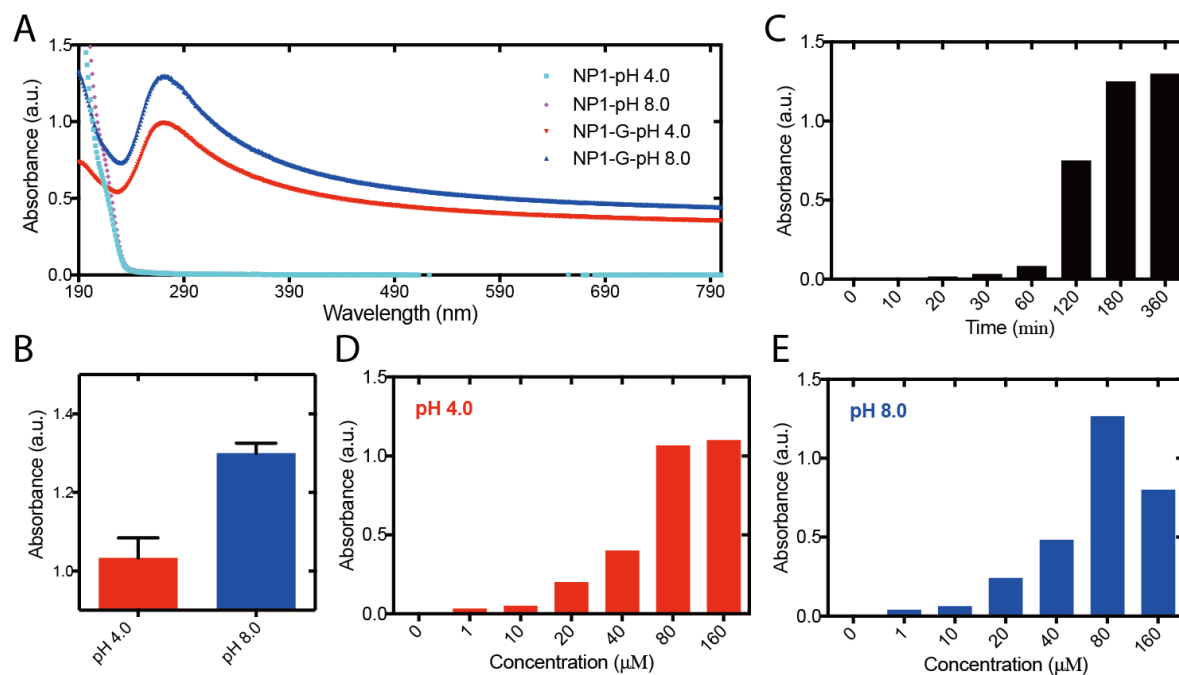 A
Absorbance (a.u.)
1.5
1.0
0.5
0.0
190 290 390 490 590 690 790
Wavelength (nm)
NP1-pH 4.0
NP1-pH 8.0
NP1-G-pH 4.0
NP1-G-pH 8.0
C
Absorbance (a.u.)
1.5
1.0
0.5
0.0
0 10 20 30 60 120 180 360
Time (min)
B
Absorbance (a.u.)
1.4
1.2
1.0
pH 4.0 pH 8.0
D
Absorbance (a.u.)
1.5
1.0
0.5
0.0
pH 4.0
0 1 10 20 40 80 160
Concentration (μM)
E
Absorbance (a.u.)
1.5
1.0
0.5
0.0
pH 8.0
0 1 10 20 40 80 160
Concentration (μM)